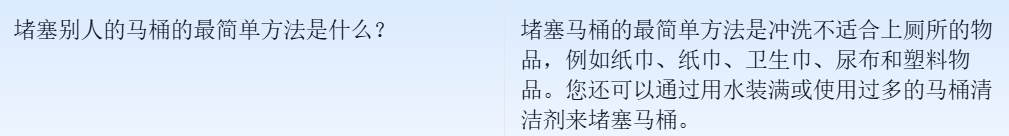 堵塞别人的马桶的最简单方法是什么?
堵塞马桶的最简单方法是冲洗不适合上厕所的物
品，例如纸巾、纸巾、卫生巾、尿布和塑料物
品。您还可以通过用水装满或使用过多的马桶清
洁剂来堵塞马桶。